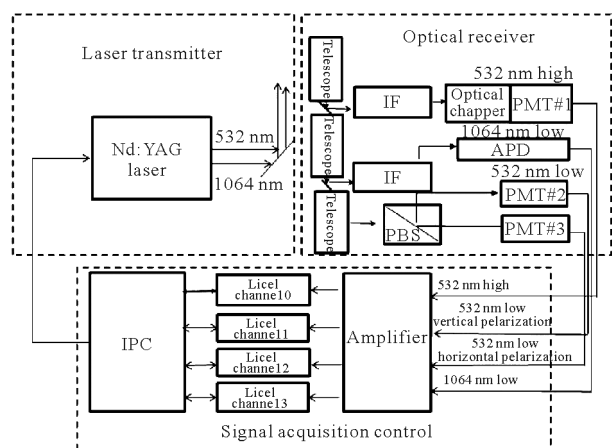 Laser transmitter
Nd:YAG
laser
532 nm
1064 nm
Optical receiver
Telescope
Telescope
Telescope
IF
IF
PBS
532 nm high
Optical
chapper
PMT#1
1064 nm low
APD
532 nm low
PMT#2
PMT#3
IPC
Licel
channe10
Licel
channe11
Licel
channe12
Licel
channe13
Amplifier
532 nm high
532 nm low
vertical pelarization
532 nm low
horizontal pelarization
1064 nm low
Signal acquisition control